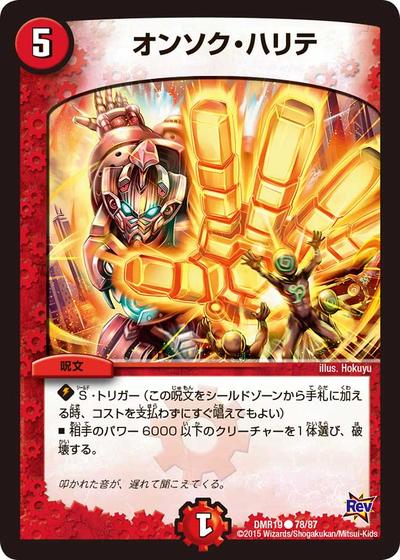 5
オンソク・ハリテ
呪文
illus. Hokuyu
S・トリガー(この呪文をシールドゾーンから手札に加え
る時、コストを支払わずにすぐ唱えてもよい)
■相手のパワー6000以下のクリーチャーを1体選び、破
壊する。
叩かれた音が、遅れて聞こえてくる。
1
DMR19 ● 78/87
©2015 Wizards/Shogakukan/Mitsui-Kids
Rev